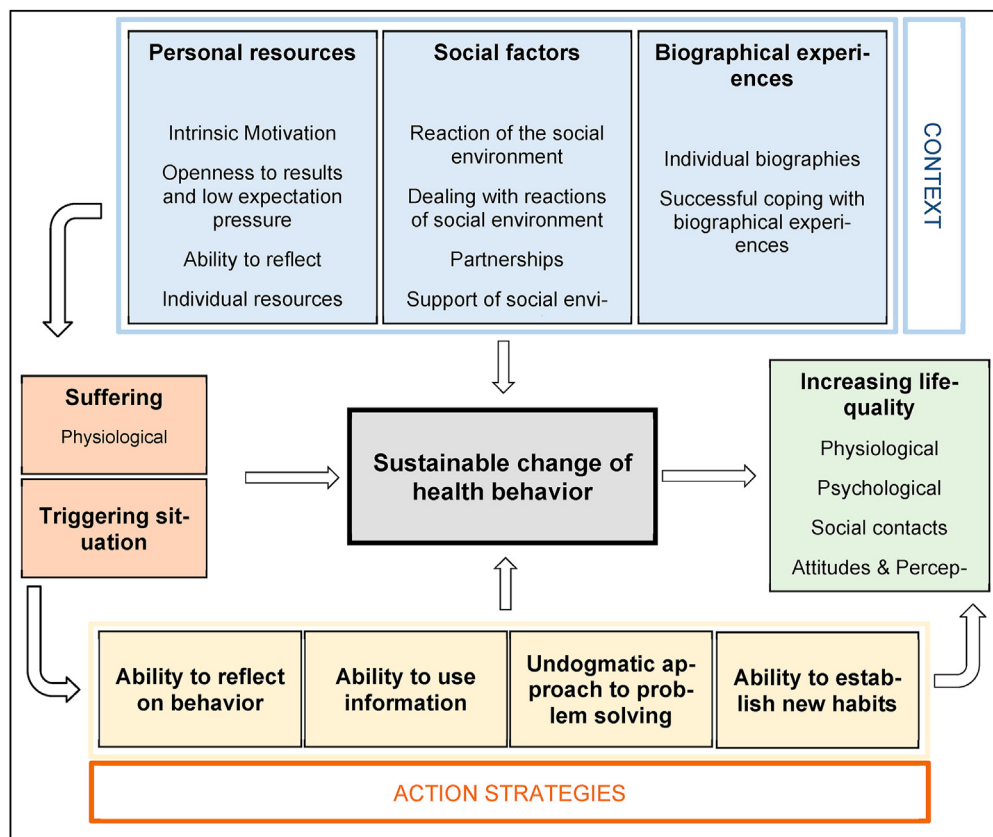 Personal resources
Intrinsic Motivation
Openness to results
and low expectation
pressure
Ability to reflect
Individual resources
Social factors
Reaction of the social
environment
Dealing with reactions
of social environment
Partnerships
Support of social envi-
Biographical experi-
ences
Individual biographies
Successful coping with
biographical experi-
ences
CONTEXT
Suffering
Physiological
Triggering sit-
uation
Sustainable change of
health behavior
Increasing life-
quality
Physiological
Psychological
Social contacts
Attitudes & Percep-
Ability to reflect
on behavior
Ability to use
information
Undogmatic ap-
proach to prob-
lem solving
Ability to estab-
lish new habits
ACTION STRATEGIES